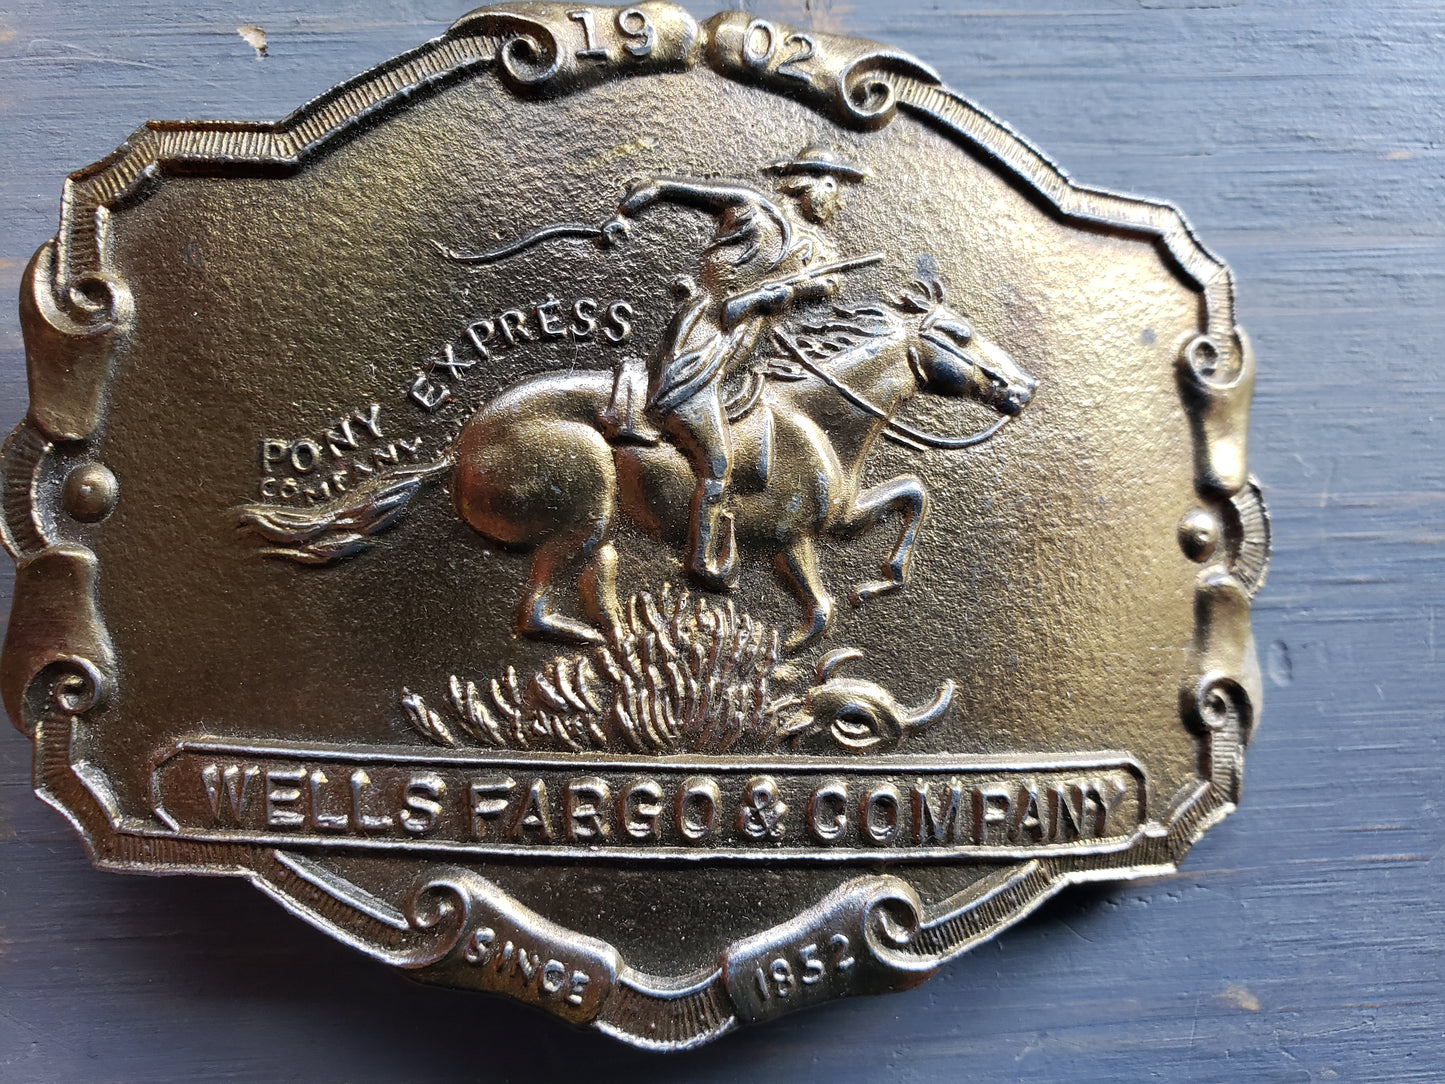 19 02
PONY EXPRESS
COMPANY
WELLS FARGO & COMPANY
SINCE 1852